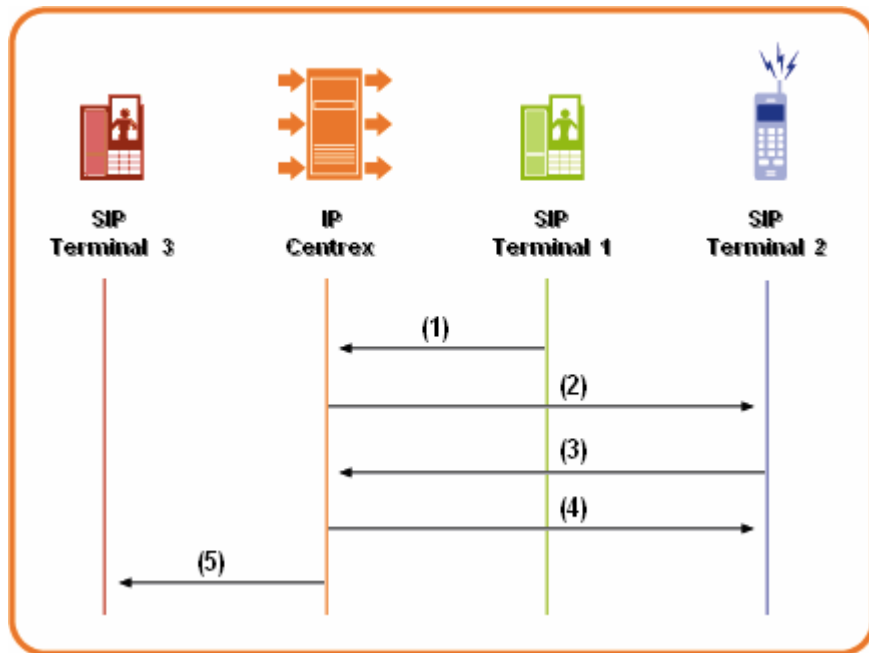 SIP
Terminal 3
IP
Centrex
SIP
Terminal 1
SIP
Terminal 2
(1)
(2)
(3)
(4)
(5)